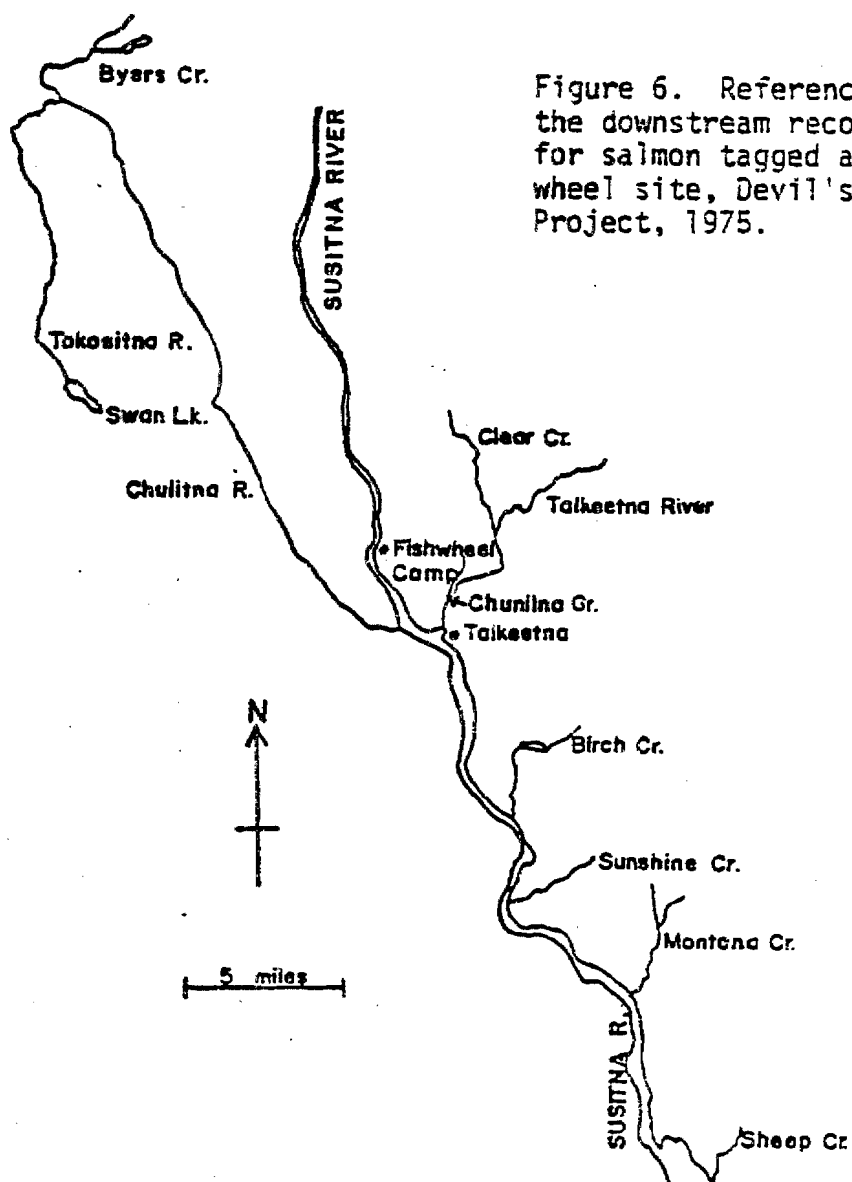 Byers Cr.
Figure 6. Referenc
the downstream reco
for salmon tagged a
wheel site, Devil's
Project, 1975.
SUSITNA RIVER
Tokositna R.
Swan Lk.
Chulitna R.
Clear Cr.
Talkeetna River
Fishwheel
Camp
Chunilna Cr.
Talkeetna
N
Birch Cr.
Sunshine Cr.
Montana Cr.
5 miles
SUSITNA R.
Sheep Cr.